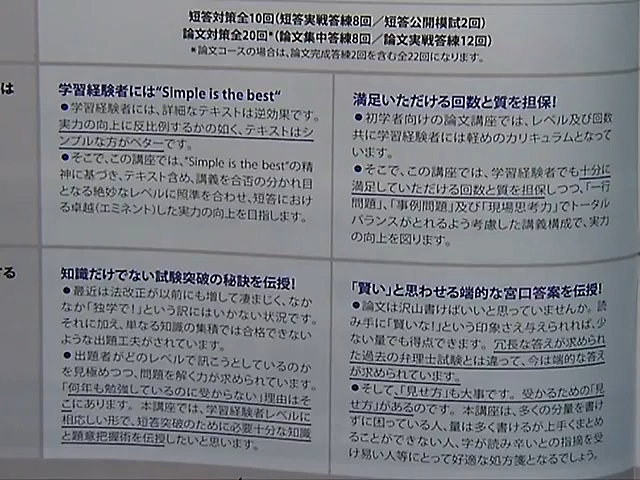 短答対策全10回(短答実戦答練8回／短答公開模試2回)
論文対策全20回*(論文集中答練8回／論文実戦答練12回)
*論文コースの場合は、論文完成答練2回を含む全22回になります。
は
学習経験者には"Simple is the best"
●学習経験者には、詳細なテキストは逆効果です。
実力の向上に反比例するかの如く、テキストはシ
ンプルな方がベターです。
●そこで、この講座では、"Simple is the best"の精
神に基づき、テキスト含め、講義を合否の分かれ目
となる絶妙なレベルに照準を合わせ、短答におけ
る卓越(エミネント)した実力の向上を目指します。
満足いただける回数と質を担保!
●初学者向けの論文講座では、レベル及び回数
共に学習経験者には軽めのカリキュラムとなって
います。
●そこで、この講座では、学習経験者でも十分に
満足していただける回数と質を担保しつつ、「一行
問題」、「事例問題」及び「現場思考力」でトータル
バランスがとれるよう考慮した講義構成で、実力
の向上を図ります。
する
知識だけでない試験突破の秘訣を伝授!
●最近は法改正が以前にも増して凄まじく、なか
なか「独学で!」という訳にはいかない状況です。
それに加え、単なる知識の集積では合格できない
ような出題工夫がされています。
●出題者がどのレベルで訊こうとしているのか
を見極めつつ、問題を解く力が求められています。
「何年も勉強しているのに受からない」理由はそ
こにあります。本講座では、学習経験者レベルに
相応しい形で、短答突破のために必要十分な知識
と題意把握術を伝授したいと思います。
「賢い」と思わせる端的な宮口答案を伝授!
●論文は沢山書けばいいと思っていませんか。読
み手に「賢いな!」という印象さえ与えられれば、少
ない量でも得点できます。冗長な答えが求められ
た過去の弁理士試験とは違って、今は端的な答え
が求められています。
●そして、「見せ方」も大事です。受かるための「見
せ方」があるのです。本講座は、多くの分量を書け
ずに困っている人、量は多く書けるが上手くまとめ
ることができない人、字が読み辛いとの指摘を受
け易い人等にとって好適な処方箋となるでしょう。